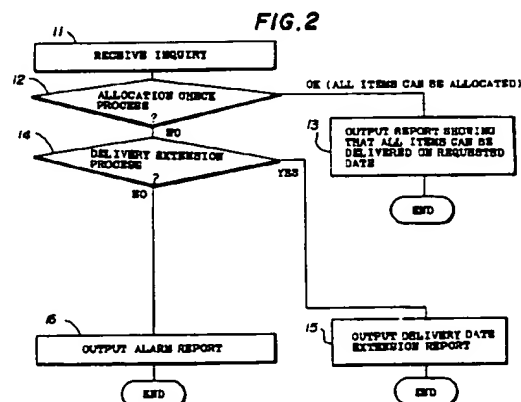 FIG.2
11
RECEIVE INQUIRY
12
ALLOCATION CHECK
PROCESS
?
OK (ALL ITEMS CAN BE ALLOCATED)
NO
13
OUTPUT REPORT SHOWING
THAT ALL ITEMS CAN BE
DELIVERED ON REQUESTED
DATE
END
14
DELIVERY EXTENSION
PROCESS
?
YES
NO
16
OUTPUT ALARM REPORT
END
15
OUTPUT DELIVERY DATE
EXTENSION REPORT
END